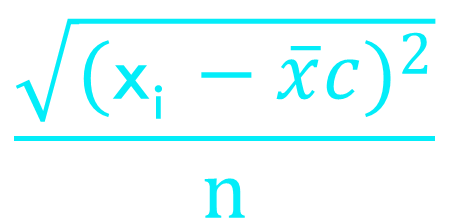 √(xᵢ − x̄c)²
n